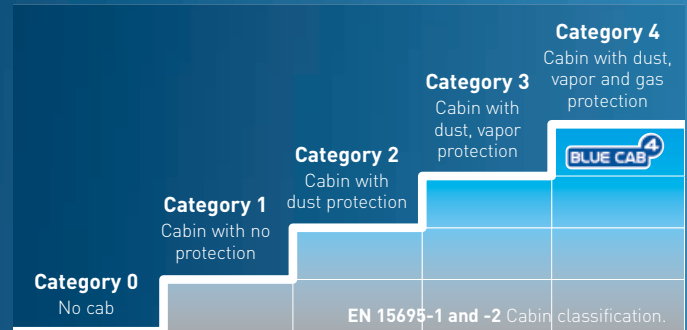 Category 4
Cabin with dust,
vapor and gas
protection
Category 3
Cabin with
dust, vapor
protection
BLUE CAB 4
Category 2
Cabin with
dust protection
Category 1
Cabin with no
protection
Category 0
No cab
EN 15695-1 and -2 Cabin classification.